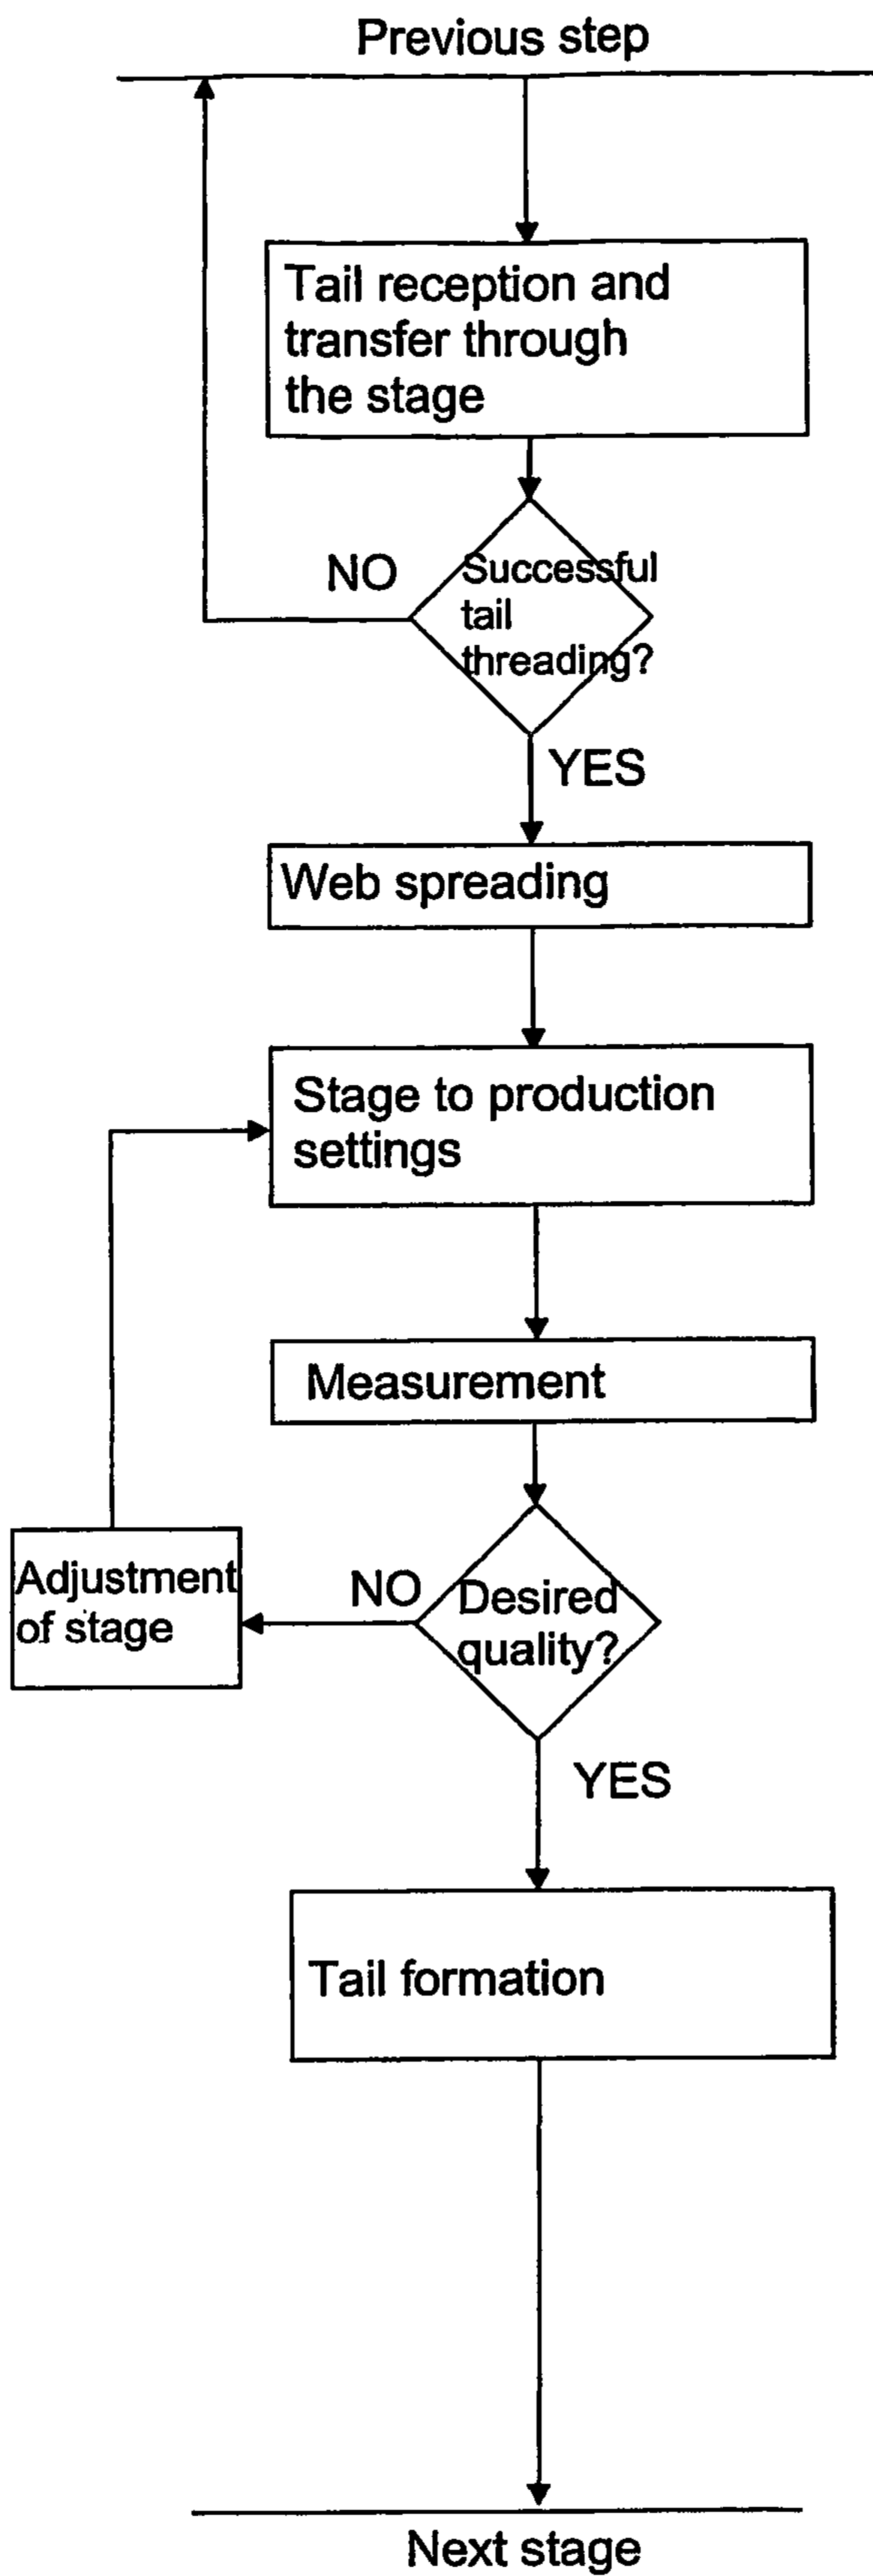 Previous step
Tail reception and
transfer through
the stage
NO
Successful
tail
threading?
YES
Web spreading
Stage to production
settings
Measurement
Adjustment
of stage
NO
Desired
quality?
YES
Tail formation
Next stage